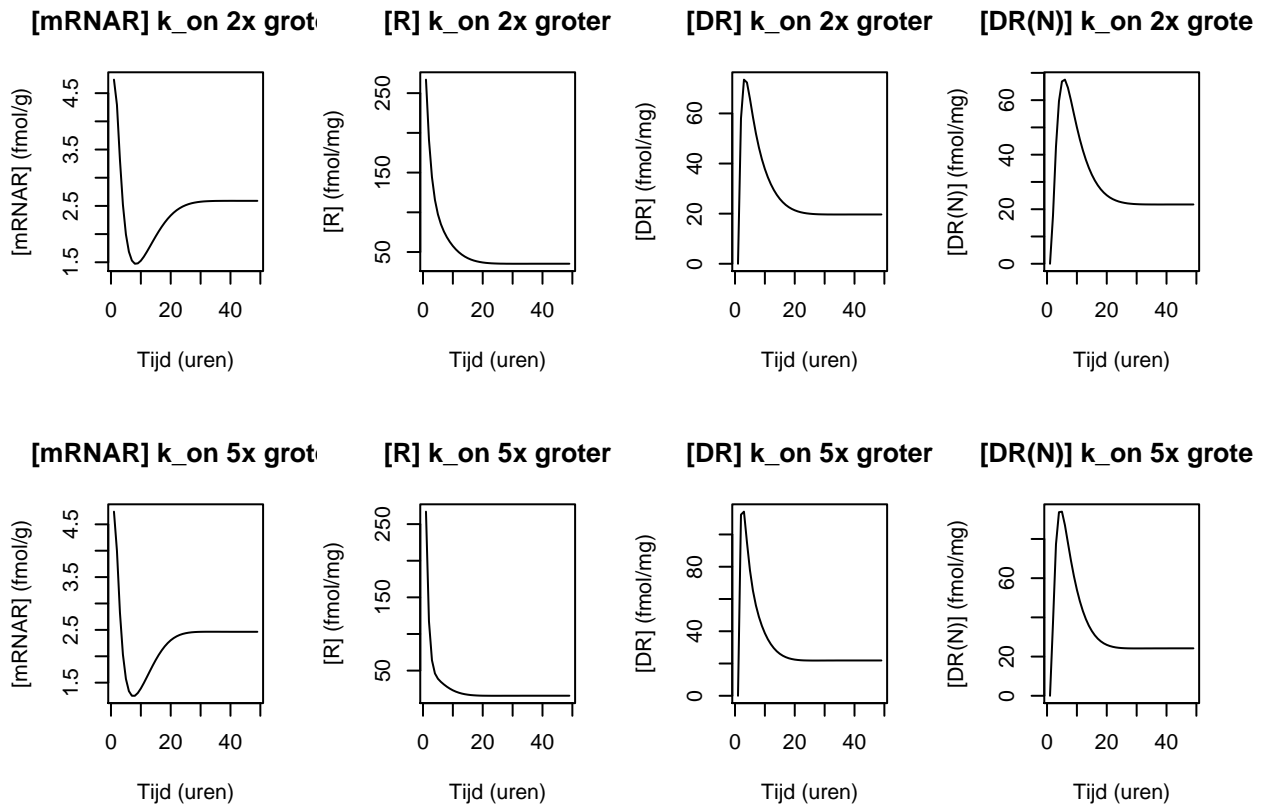 [mRNAR] k_on 2x grot
[R] k_on 2x groter
[DR] k_on 2x groter
[DR(N)] k_on 2x grote
[mRNAR] (fmol/g)
1.5 2.5 3.5 4.5
0 20 40
Tijd (uren)
[R] (fmol/mg)
50 150 250
0 20 40
Tijd (uren)
[DR] (fmol/mg)
0 20 40 60
0 20 40
Tijd (uren)
[DR(N)] (fmol/mg)
0 20 40 60
0 20 40
Tijd (uren)
[mRNAR] k_on 5x grot
[R] k_on 5x groter
[DR] k_on 5x groter
[DR(N)] k_on 5x grote
[mRNAR] (fmol/g)
1.5 2.5 3.5 4.5
0 20 40
Tijd (uren)
[R] (fmol/mg)
50 150 250
0 20 40
Tijd (uren)
[DR] (fmol/mg)
0 40 80
0 20 40
Tijd (uren)
[DR(N)] (fmol/mg)
0 20 60
0 20 40
Tijd (uren)